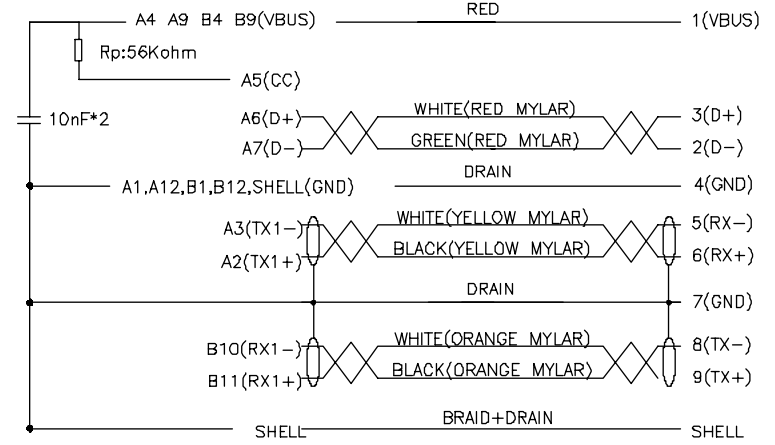 RED
A4 A9 B4 B9(VBUS)
1(VBUS)
Rp:56Kohm
A5(CC)
10nF*2
A6(D+)
WHITE(RED MYLAR)
3(D+)
A7(D-)
GREEN(RED MYLAR)
2(D-)
DRAIN
A1,A12,B1,B12,SHELL(GND)
4(GND)
A3(TX1-)
WHITE(YELLOW MYLAR)
5(RX-)
A2(TX1+)
BLACK(YELLOW MYLAR)
6(RX+)
DRAIN
7(GND)
B10(RX1-)
WHITE(ORANGE MYLAR)
8(TX-)
B11(RX1+)
BLACK(ORANGE MYLAR)
9(TX+)
BRAID+DRAIN
SHELL
SHELL